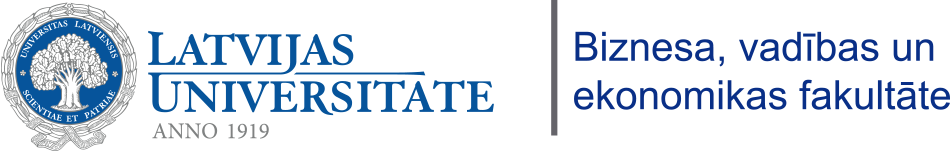 UNIVERSITAS LATVIENSIS
SCIENTIAE ET PATRIAE
LATVIJAS
UNIVERSITĀTE
ANNO 1919
Biznesa, vadības un
ekonomikas fakultāte